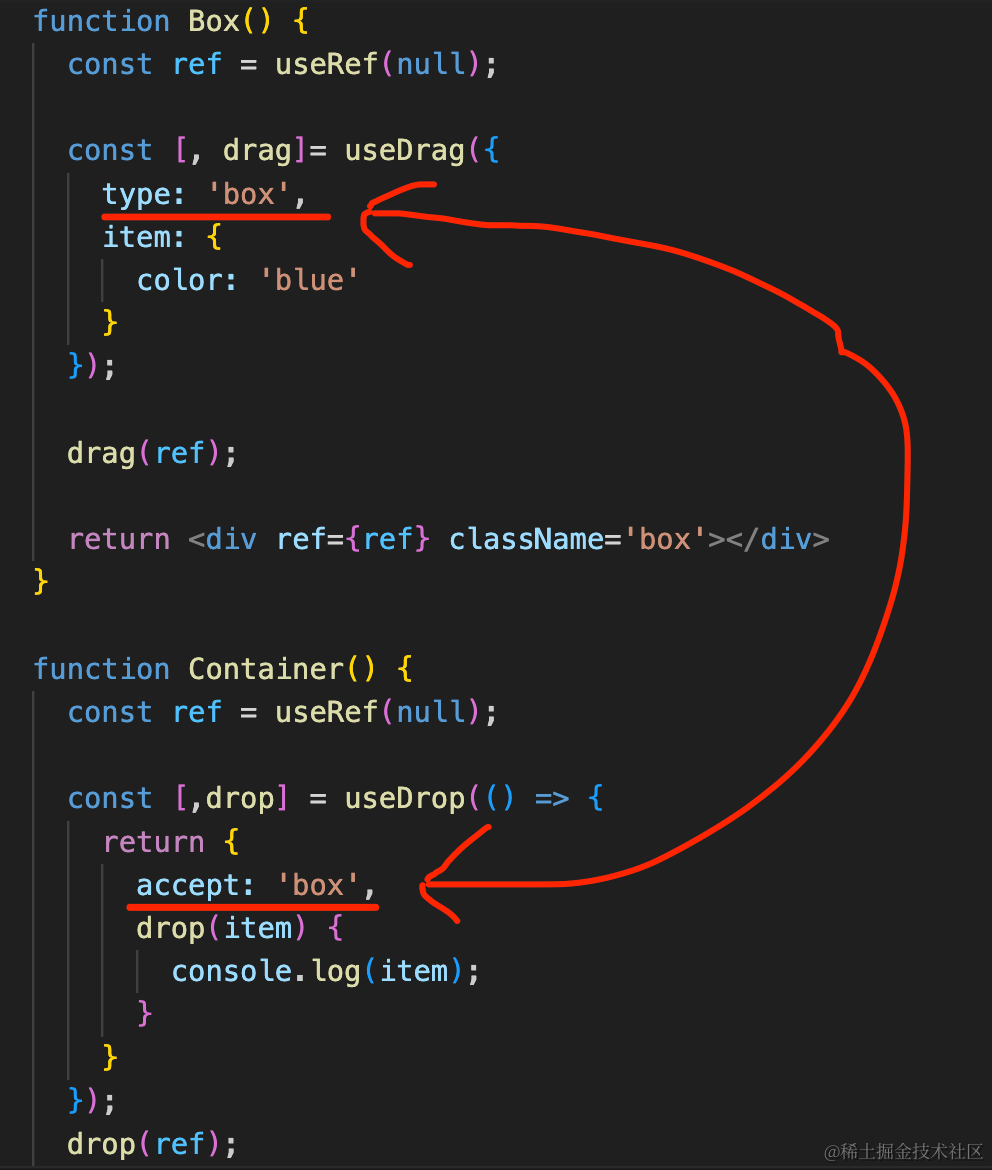 function Box() {
const ref = useRef(null);
const [, drag]= useDrag({
type: 'box',
item: {
color: 'blue'
}
});
drag(ref);
return <div ref={ref} className='box'></div>
}
function Container() {
const ref = useRef(null);
const [,drop] = useDrop(() => {
return {
accept: 'box',
drop(item) {
console.log(item);
}
}
});
drop(ref);
@稀土掘金技术社区